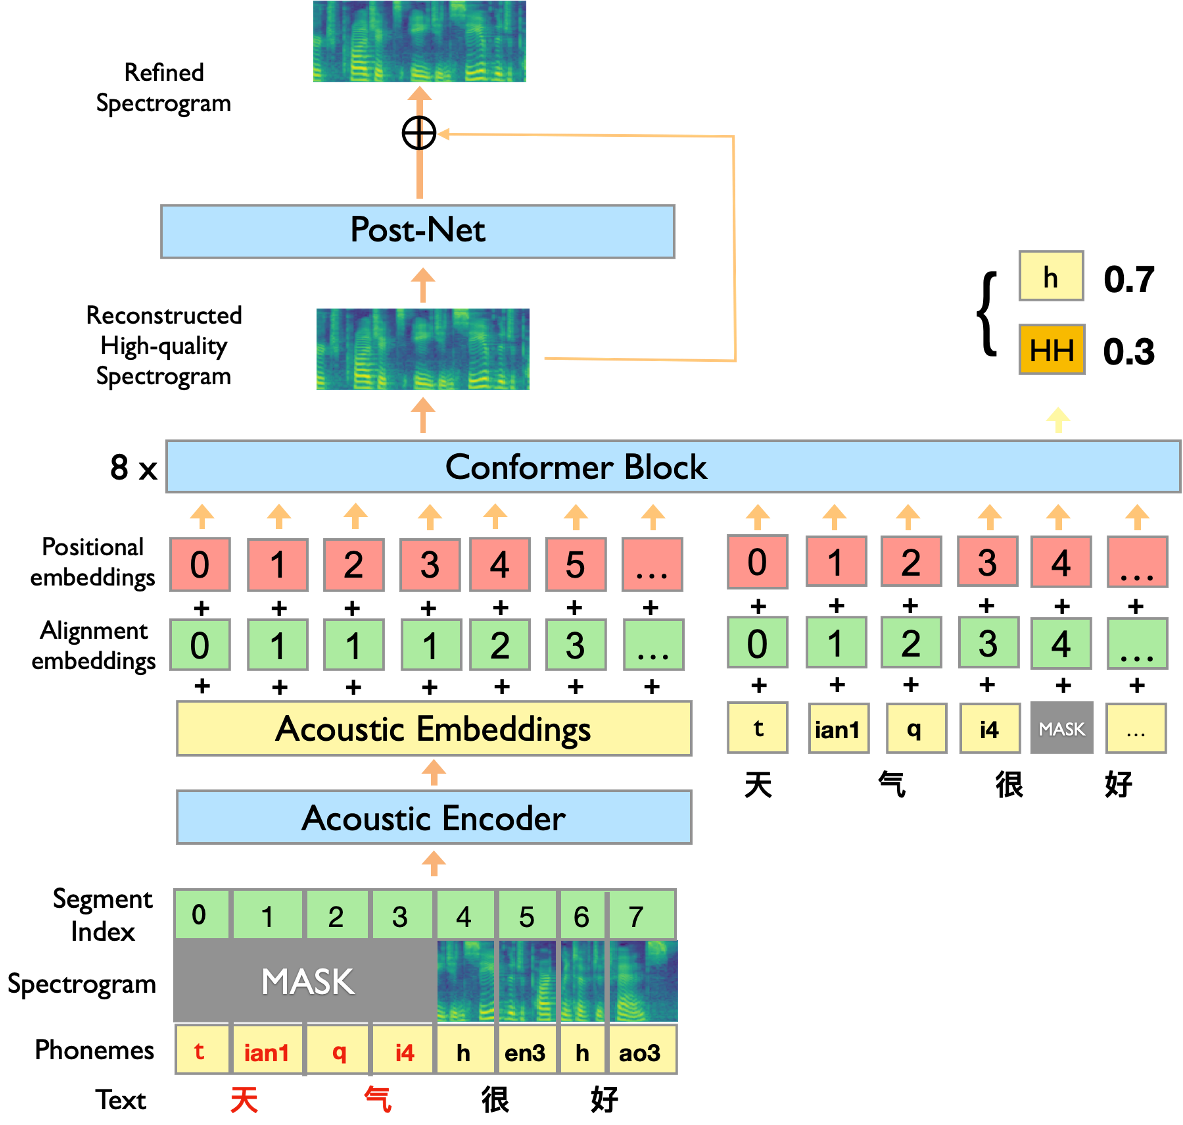 Refined
Spectrogram
Post-Net
Reconstructed
High-quality
Spectrogram
{ h 0.7
HH 0.3
8 x Conformer Block
Positional
embeddings
0 1 2 3 4 5 ...
0 1 2 3 4 ...
+ + + + + + +
+ + + + + +
Alignment
embeddings
0 1 1 1 2 3 ...
0 1 2 3 4 ...
+ + + + + + +
+ + + + + +
Acoustic Embeddings
t ian1 q i4 MASK ...
天 气 很 好
Acoustic Encoder
Segment
Index
0 1 2 3 4 5 6 7
Spectrogram MASK
Phonemes t ian1 q i4 h en3 h ao3
Text 天 气 很 好